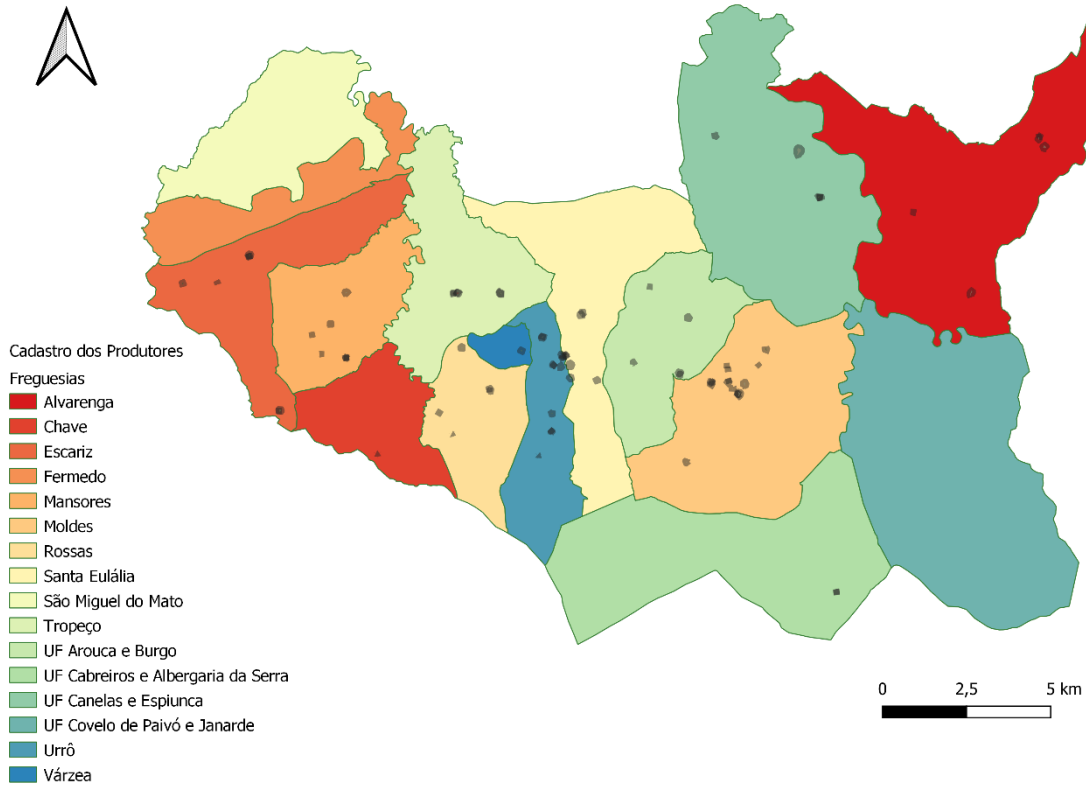 Cadastro dos Produtores
Freguesias
Alvarenga
Chave
Escariz
Fermedo
Mansores
Moldes
Rossas
Santa Eulália
São Miguel do Mato
Tropeço
UF Arouca e Burgo
UF Cabreiros e Albergaria da Serra
UF Canelas e Espiunca
UF Covelo de Paivó e Janarde
Urrô
Várzea
0 2,5 5 km